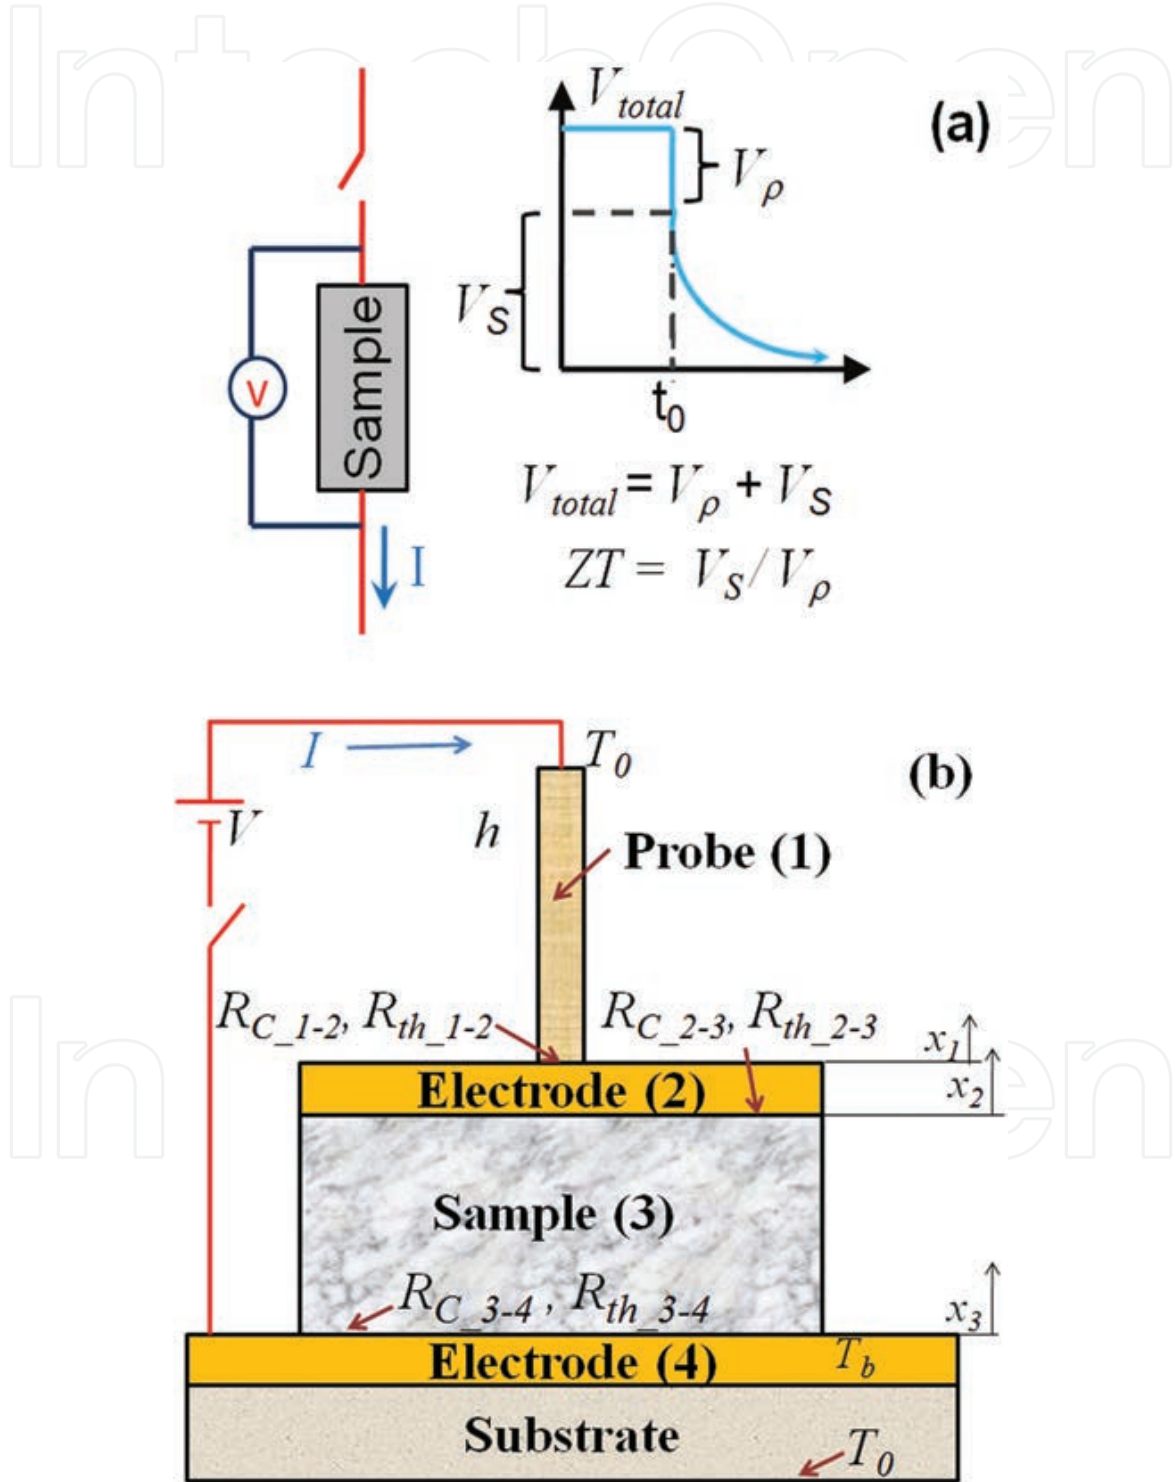 IntechOpen
(a)
V_total
V_ρ
V_S
t_0
Sample
V
I
V_total = V_ρ + V_S
ZT = V_S / V_ρ
(b)
I
T_0
V
h
Probe (1)
R_C_1-2, R_th_1-2
R_C_2-3, R_th_2-3
x_1
x_2
Electrode (2)
Sample (3)
R_C_3-4 , R_th_3-4
x_3
Electrode (4)
T_b
Substrate
T_0
IntechOpen